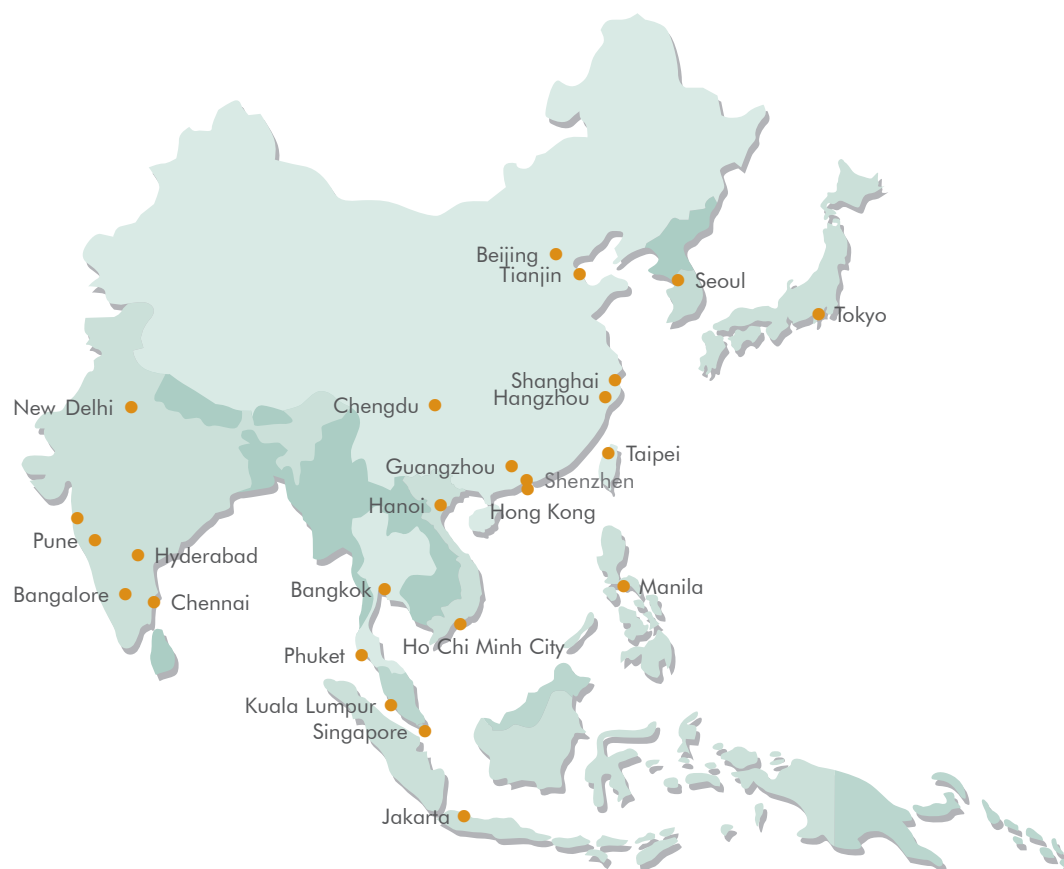 Beijing
Tianjin
Seoul
Tokyo
Shanghai
Hangzhou
New Delhi
Chengdu
Taipei
Guangzhou
Shenzhen
Hanoi
Hong Kong
Pune
Hyderabad
Manila
Bangkok
Bangalore
Chennai
Ho Chi Minh City
Phuket
Kuala Lumpur
Singapore
Jakarta